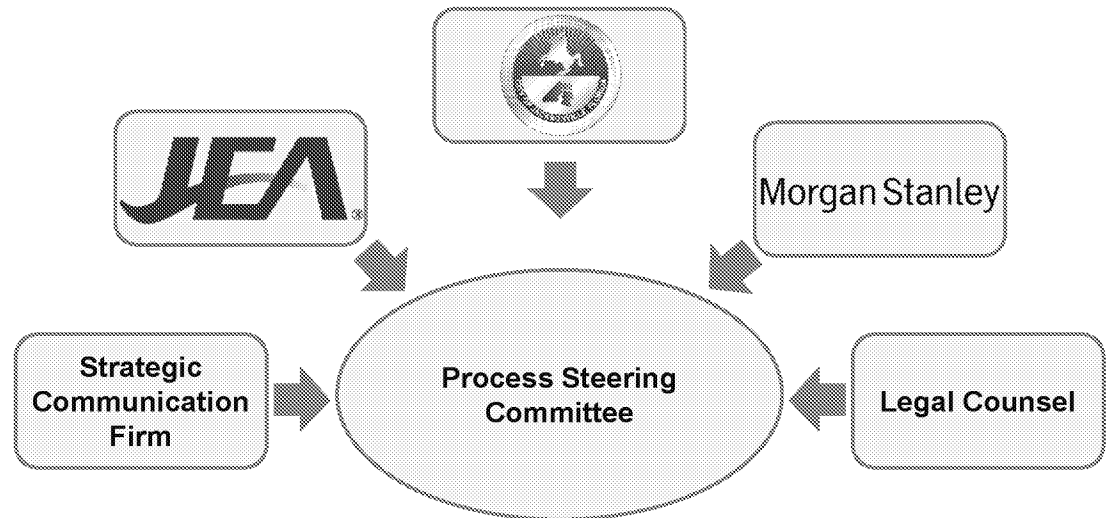 JEA®
Morgan Stanley
Strategic
Communication
Firm
Process Steering
Committee
Legal Counsel